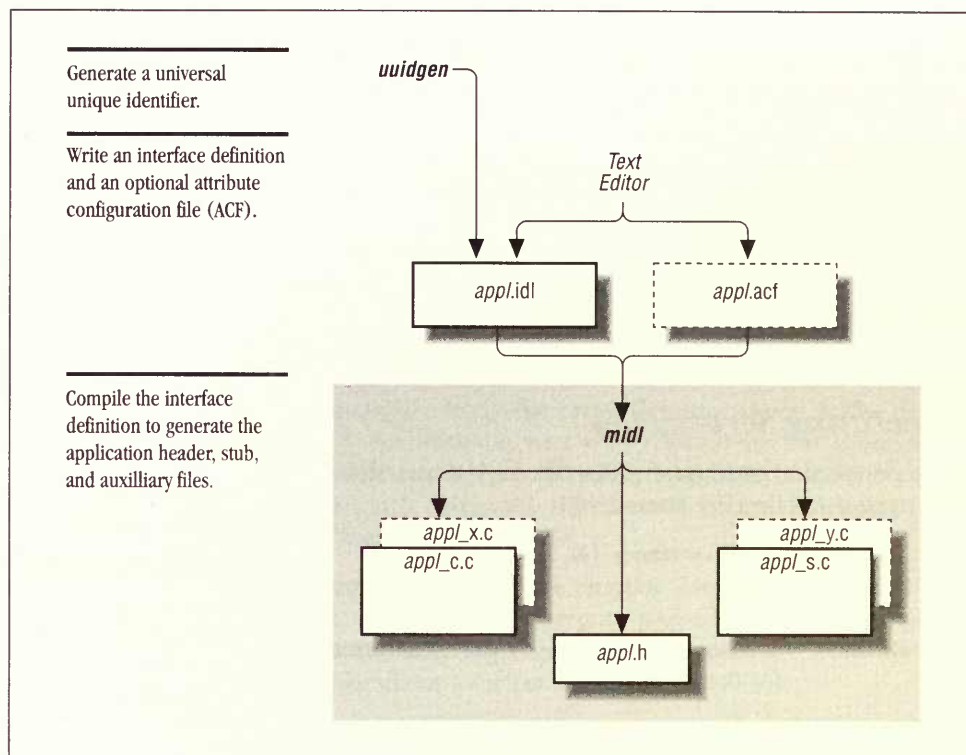 Generate a universal
unique identifier.
Write an interface definition
and an optional attribute
configuration file (ACF).
Compile the interface
definition to generate the
application header, stub,
and auxilliary files.
uuidgen
Text
Editor
appl.idl
appl.acf
midl
appl_x.c
appl_c.c
appl_y.c
appl_s.c
appl.h